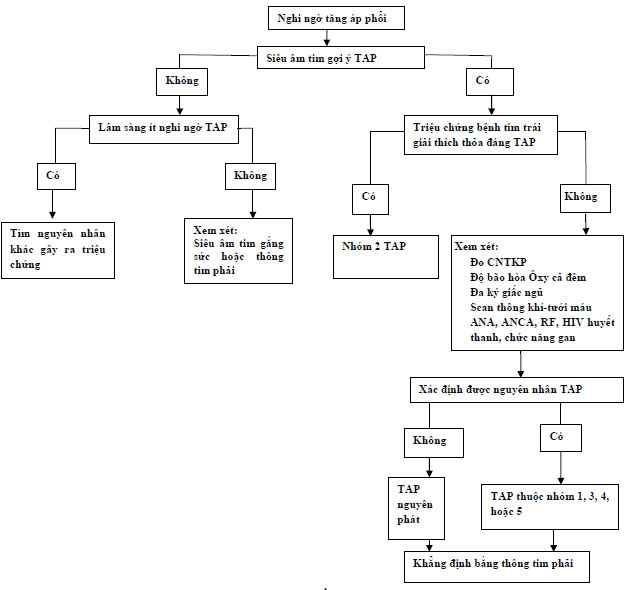 Nghi ngờ tăng áp phổi
Siêu âm tim gợi ý TAP
Không
Có
Lâm sàng ít nghi ngờ TAP
Triệu chứng bệnh tim trái
giải thích thỏa đáng TAP
Có
Không
Có
Không
Tìm nguyên nhân
khác gây ra triệu
chứng
Xem xét:
Siêu âm tim gắng
sức hoặc thông
tim phải
Nhóm 2 TAP
Xem xét:
Đo CNTKP
Độ bão hòa Ôxy cả đêm
Đa ký giấc ngủ
Scan thông khí-tưới máu
ANA, ANCA, RF, HIV huyết
thanh, chức năng gan
Xác định được nguyên nhân TAP
Không
Có
TAP
nguyên
phát
TAP thuộc nhóm 1, 3, 4,
hoặc 5
Khẳng định bằng thông tim phải